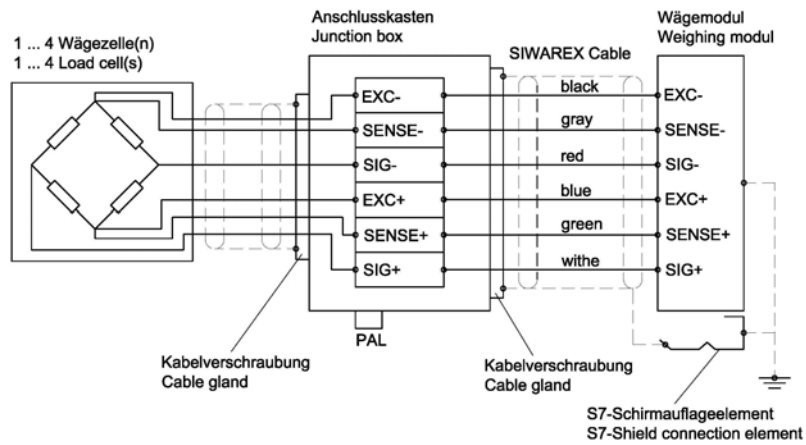 1 ... 4 Wägezelle(n)
1 ... 4 Load cell(s)
Anschlusskasten
Junction box
SIWAREX Cable
Wägemodul
Weighing modul
EXC-
black
EXC-
SENSE-
gray
SENSE-
SIG-
red
SIG-
EXC+
blue
EXC+
SENSE+
green
SENSE+
SIG+
withe
SIG+
PAL
Kabelverschraubung
Cable gland
Kabelverschraubung
Cable gland
S7-Schirmauflageelement
S7-Shield connection element